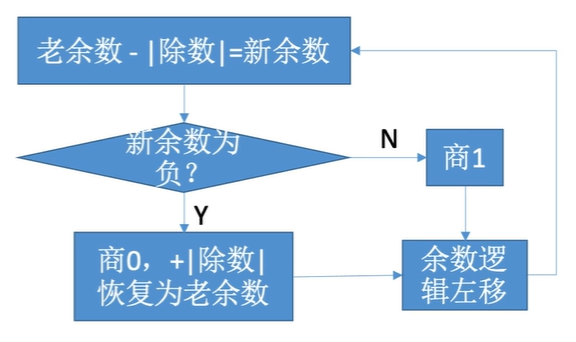 老余数 - |除数|=新余数
新余数为
负？
N
商1
Y
商0，+|除数|
恢复为老余数
余数逻
辑左移